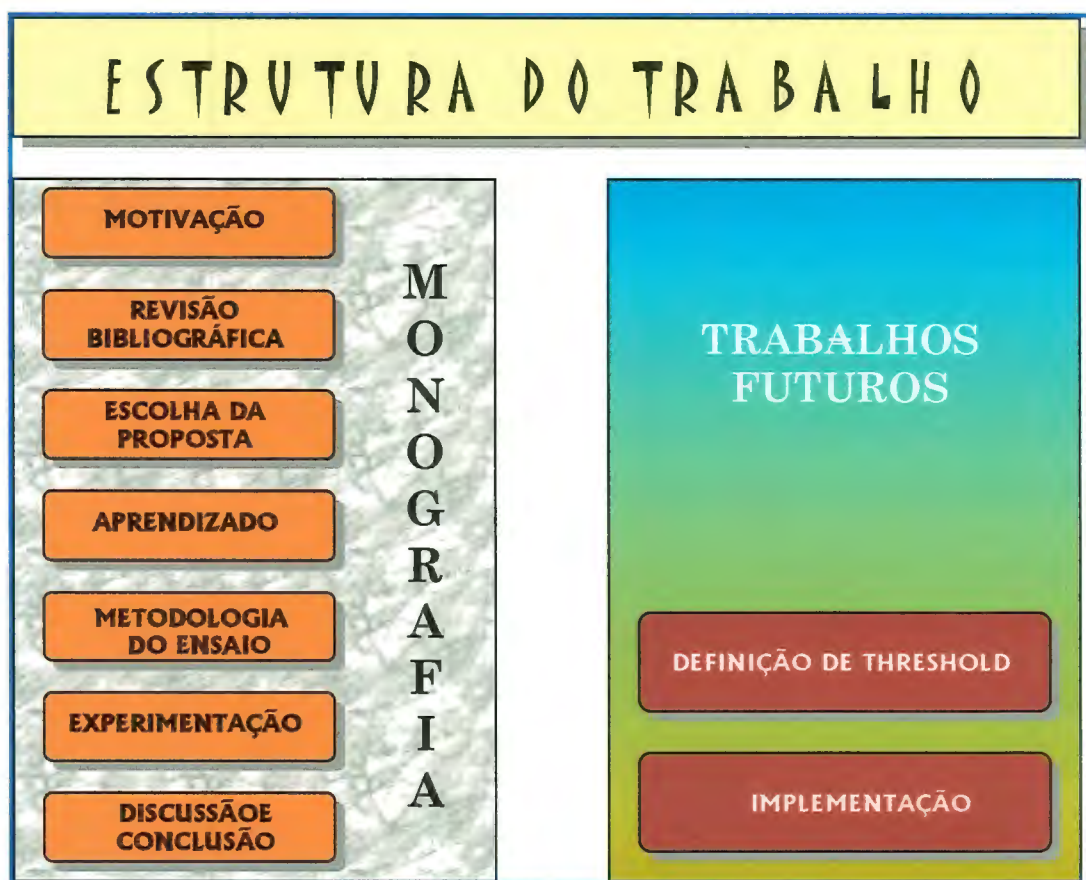 ESTRUTURA DO TRABALHO
MOTIVAÇÃO
REVISÃO
BIBLIOGRÁFICA
ESCOLHA DA
PROPOSTA
APRENDIZADO
METODOLOGIA
DO ENSAIO
EXPERIMENTAÇÃO
DISCUSSÃOE
CONCLUSÃO
MONOGRAFIA
TRABALHOS
FUTUROS
DEFINIÇÃO DE THRESHOLD
IMPLEMENTAÇÃO